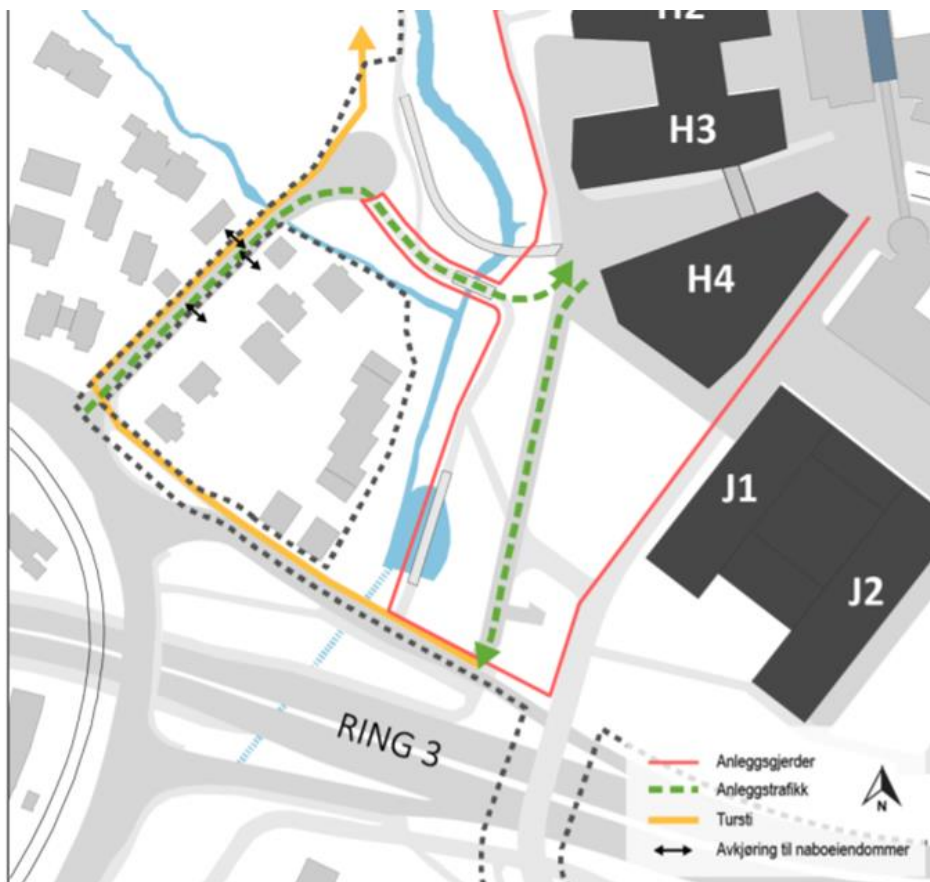 H2
H3
H4
J1
J2
RING 3
Anleggsgjerder
Anleggstrafikk
Tursti
Avkjøring til naboeiendommer
N